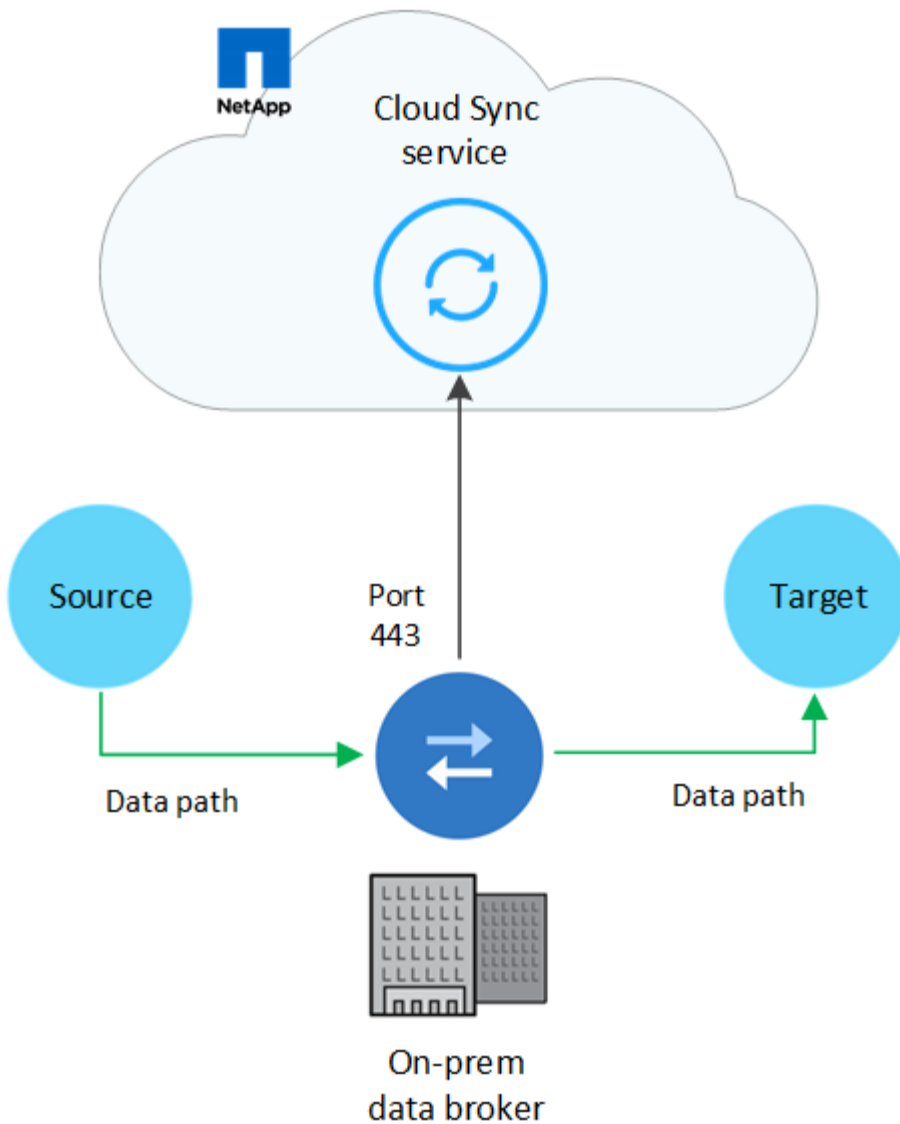 NetApp
Cloud Sync
service
Source
Port
443
Target
Data path
Data path
On-prem
data broker